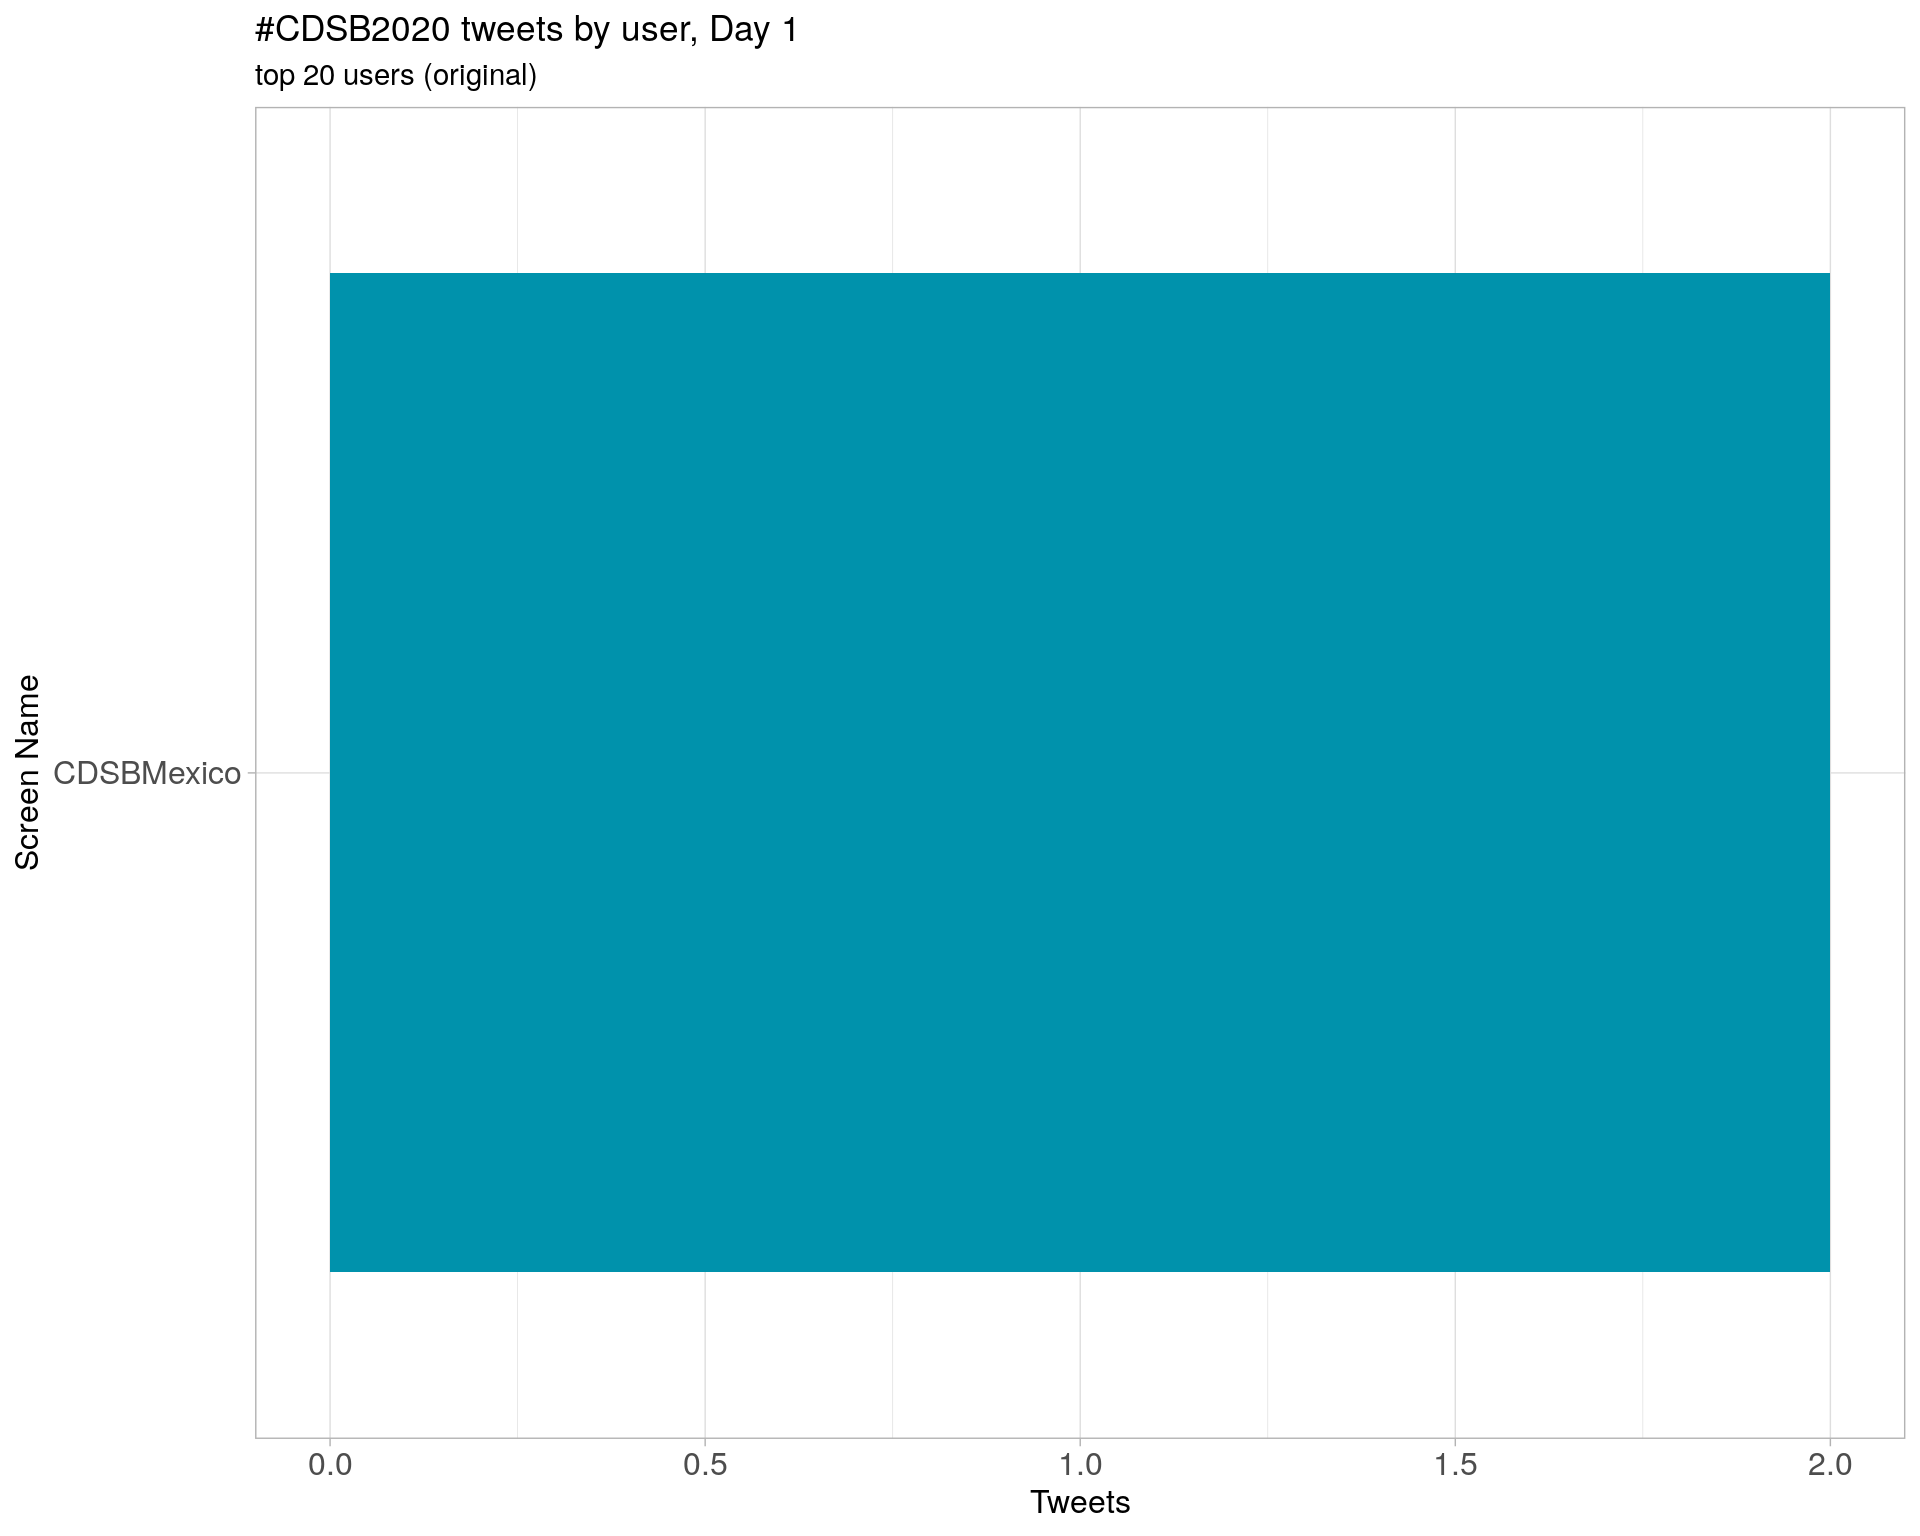 #CDSB2020 tweets by user, Day 1
top 20 users (original)
Screen Name
CDSBMexico
0.0 0.5 1.0 1.5 2.0
Tweets